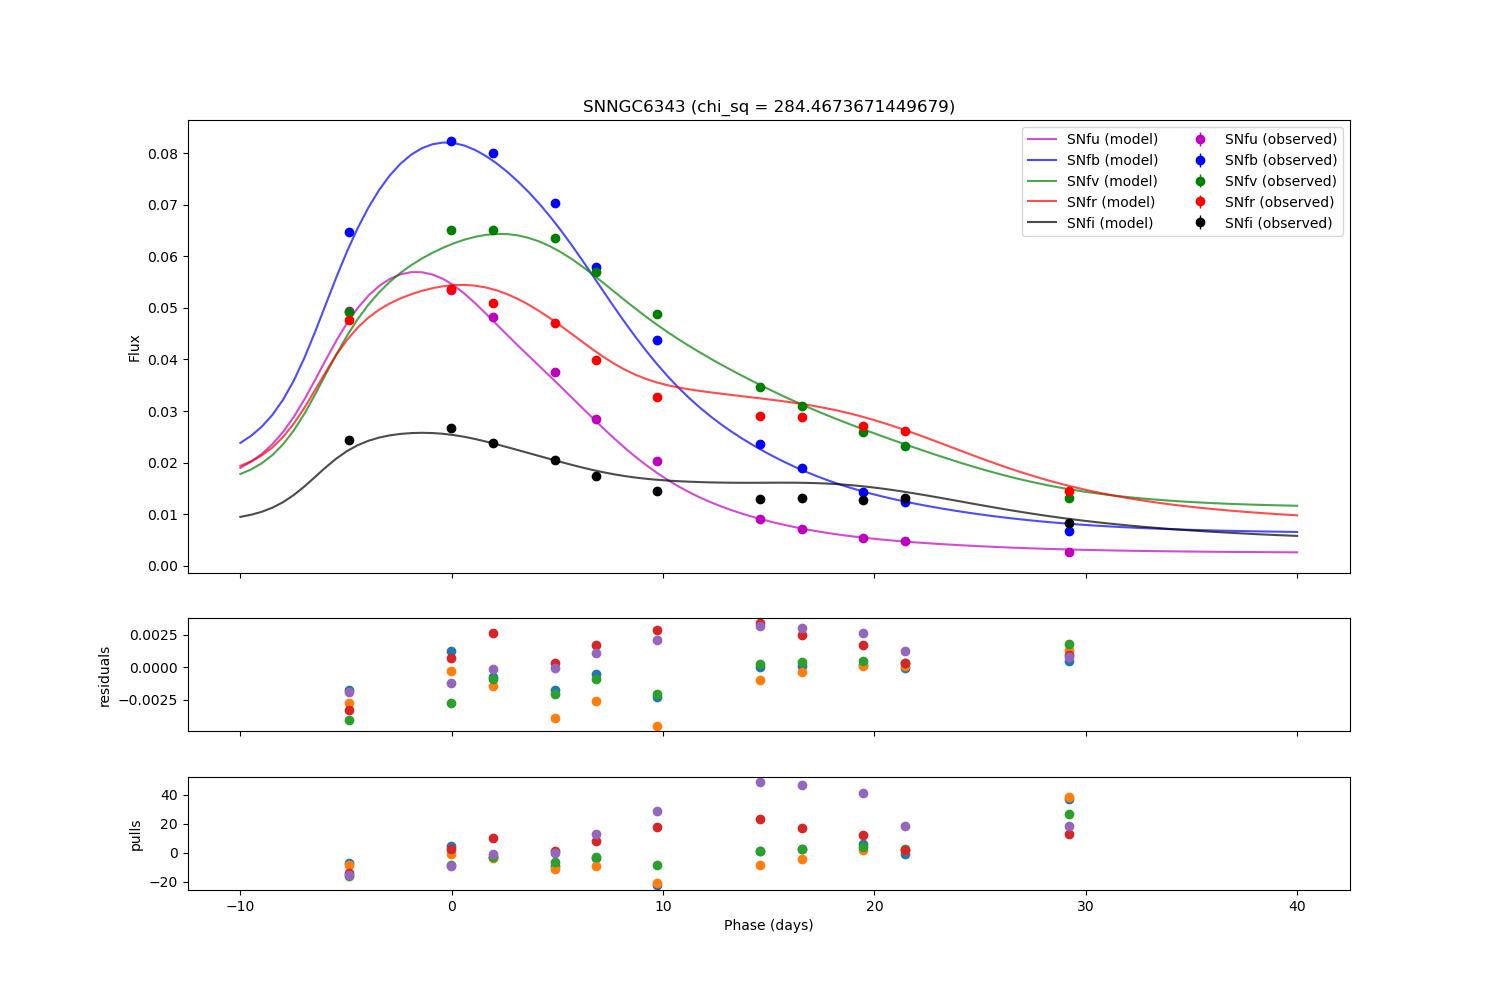 SNNGC6343 (chi_sq = 284.4673671449679)
SNfu (model) SNfu (observed)
SNfb (model) SNfb (observed)
SNfv (model) SNfv (observed)
SNfr (model) SNfr (observed)
SNfi (model) SNfi (observed)
Flux
0.08
0.07
0.06
0.05
0.04
0.03
0.02
0.01
0.00
residuals
0.0025
0.0000
−0.0025
pulls
40
20
0
−20
−10 0 10 20 30 40
Phase (days)